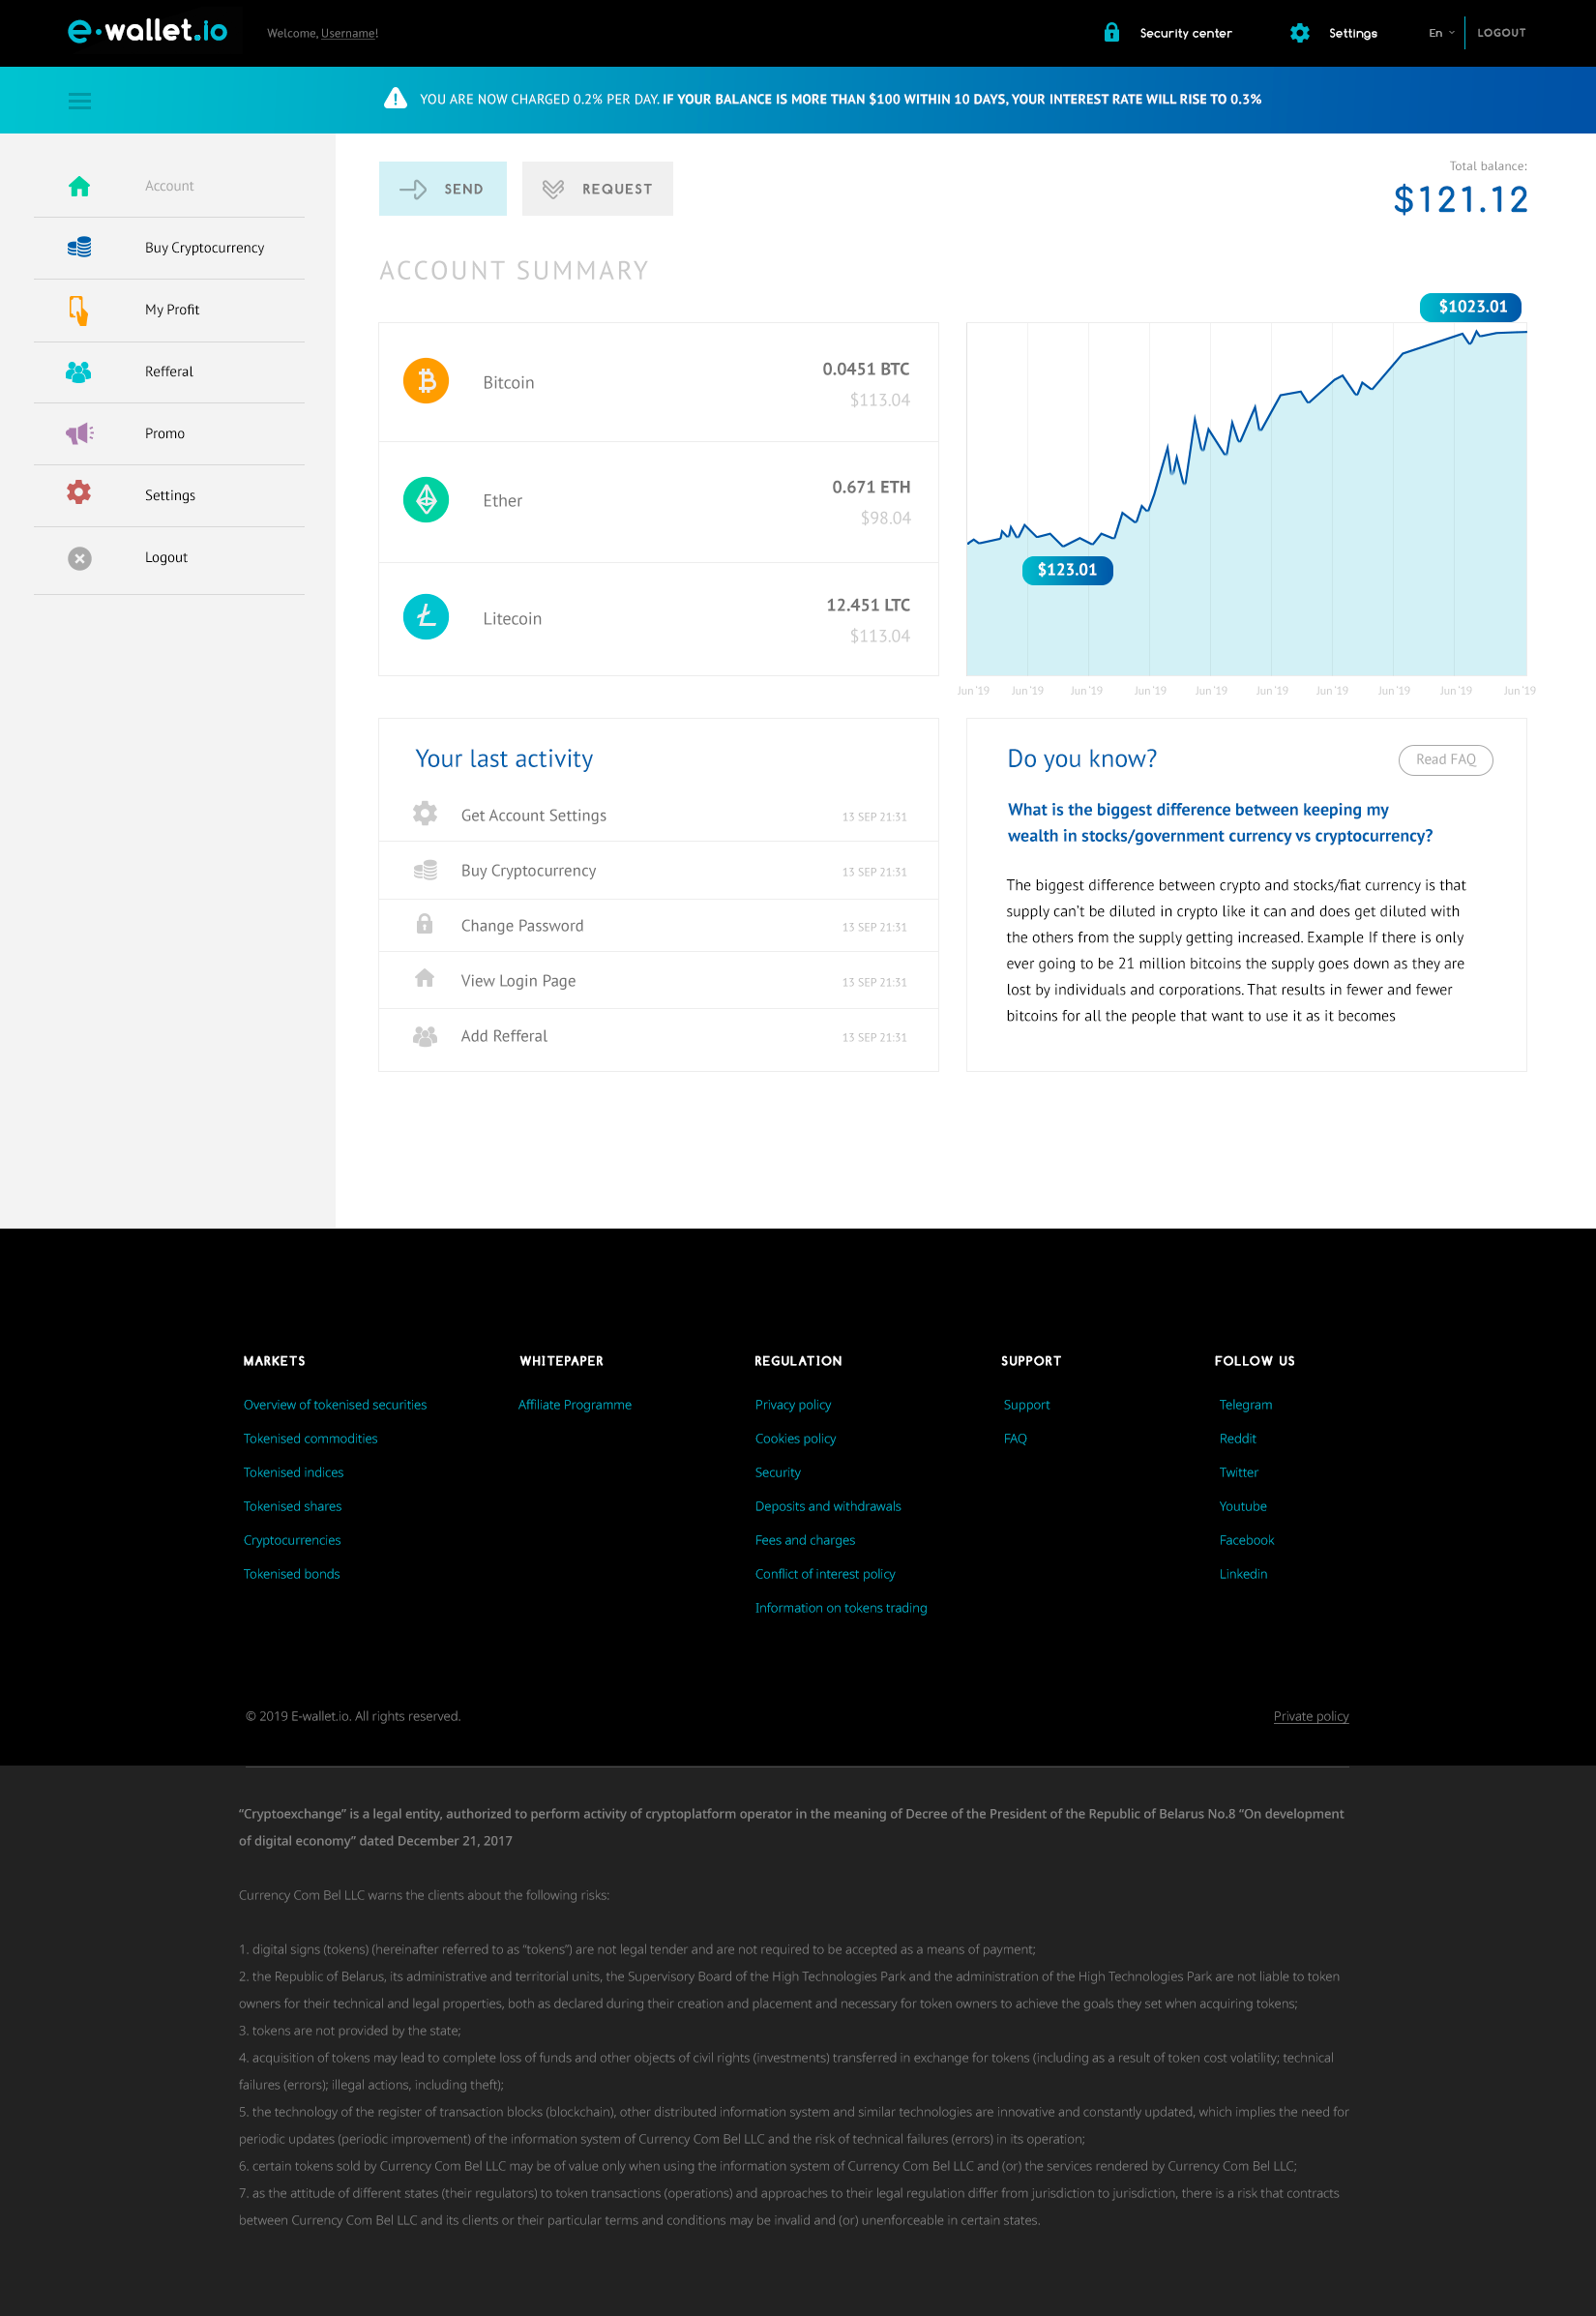 e-wallet.io
Welcome, Username!
Security center
Settings
En
LOGOUT
YOU ARE NOW CHARGED 0.2% PER DAY. IF YOUR BALANCE IS MORE THAN $100 WITHIN 10 DAYS, YOUR INTEREST RATE WILL RISE TO 0.3%
Account
Buy Cryptocurrency
My Profit
Refferal
Promo
Settings
Logout
SEND
REQUEST
Total balance:
$121.12
ACCOUNT SUMMARY
Bitcoin
0.0451 BTC
$113.04
Ether
0.671 ETH
$98.04
Litecoin
12.451 LTC
$113.04
$1023.01
$123.01
Jun '19 Jun '19 Jun '19 Jun '19 Jun '19 Jun '19 Jun '19 Jun '19 Jun '19 Jun '19
Your last activity
Get Account Settings 13 SEP 21:31
Buy Cryptocurrency 13 SEP 21:31
Change Password 13 SEP 21:31
View Login Page 13 SEP 21:31
Add Refferal 13 SEP 21:31
Do you know?
Read FAQ
What is the biggest difference between keeping my
wealth in stocks/government currency vs cryptocurrency?
The biggest difference between crypto and stocks/fiat currency is that
supply can't be diluted in crypto like it can and does get diluted with
the others from the supply getting increased. Example If there is only
ever going to be 21 million bitcoins the supply goes down as they are
lost by individuals and corporations. That results in fewer and fewer
bitcoins for all the people that want to use it as it becomes
MARKETS
Overview of tokenised securities
Tokenised commodities
Tokenised indices
Tokenised shares
Cryptocurrencies
Tokenised bonds
WHITEPAPER
Affiliate Programme
REGULATION
Privacy policy
Cookies policy
Security
Deposits and withdrawals
Fees and charges
Conflict of interest policy
Information on tokens trading
SUPPORT
Support
FAQ
FOLLOW US
Telegram
Reddit
Twitter
Youtube
Facebook
Linkedin
© 2019 E-wallet.io. All rights reserved.
Private policy
“Cryptoexchange” is a legal entity, authorized to perform activity of cryptoplatform operator in the meaning of Decree of the President of the Republic of Belarus No.8 “On development
of digital economy” dated December 21, 2017
Currency Com Bel LLC warns the clients about the following risks:
1. digital signs (tokens) (hereinafter referred to as “tokens”) are not legal tender and are not required to be accepted as a means of payment;
2. the Republic of Belarus, its administrative and territorial units, the Supervisory Board of the High Technologies Park and the administration of the High Technologies Park are not liable to token
owners for their technical and legal properties, both as declared during their creation and placement and necessary for token owners to achieve the goals they set when acquiring tokens;
3. tokens are not provided by the state;
4. acquisition of tokens may lead to complete loss of funds and other objects of civil rights (investments) transferred in exchange for tokens (including as a result of token cost volatility; technical
failures (errors); illegal actions, including theft);
5. the technology of the register of transaction blocks (blockchain), other distributed information system and similar technologies are innovative and constantly updated, which implies the need for
periodic updates (periodic improvement) of the information system of Currency Com Bel LLC and the risk of technical failures (errors) in its operation;
6. certain tokens sold by Currency Com Bel LLC may be of value only when using the information system of Currency Com Bel LLC and (or) the services rendered by Currency Com Bel LLC;
7. as the attitude of different states (their regulators) to token transactions (operations) and approaches to their legal regulation differ from jurisdiction to jurisdiction, there is a risk that contracts
between Currency Com Bel LLC and its clients or their particular terms and conditions may be invalid and (or) unenforceable in certain states.